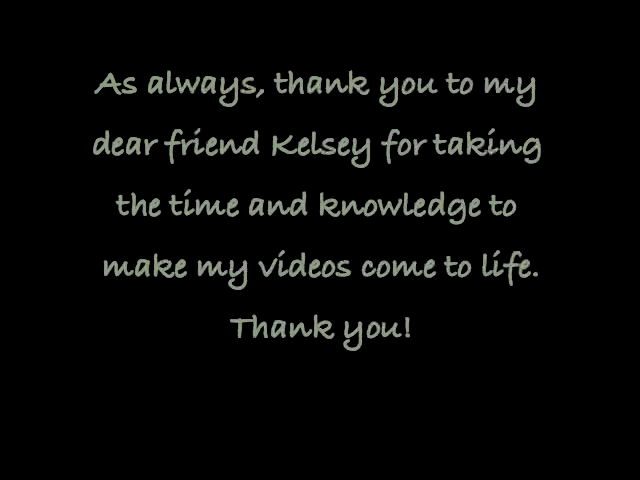 As always, thank you to my
dear friend Kelsey for taking
the time and knowledge to
make my videos come to life.
Thank you!